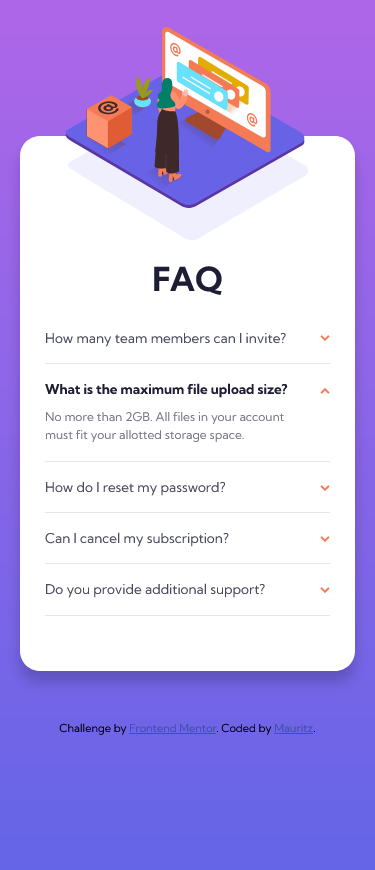 FAQ
How many team members can I invite?
What is the maximum file upload size?
No more than 2GB. All files in your account
must fit your allotted storage space.
How do I reset my password?
Can I cancel my subscription?
Do you provide additional support?
Challenge by Frontend Mentor. Coded by Mauritz.